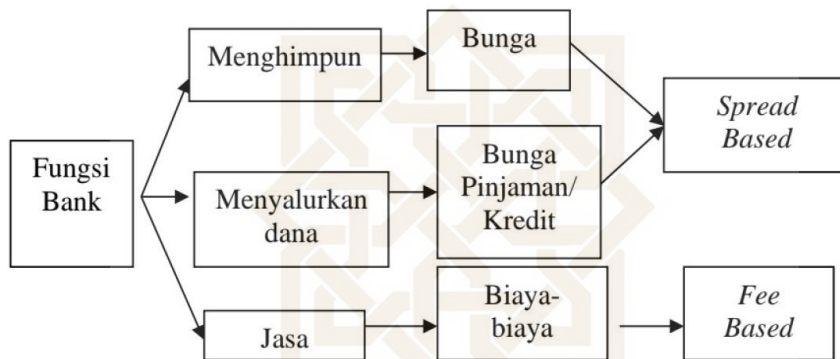 Menghimpun
Bunga
Spread
Based
Fungsi
Bank
Menyalurkan
dana
Bunga
Pinjaman/
Kredit
Jasa
Biaya-
biaya
Fee
Based